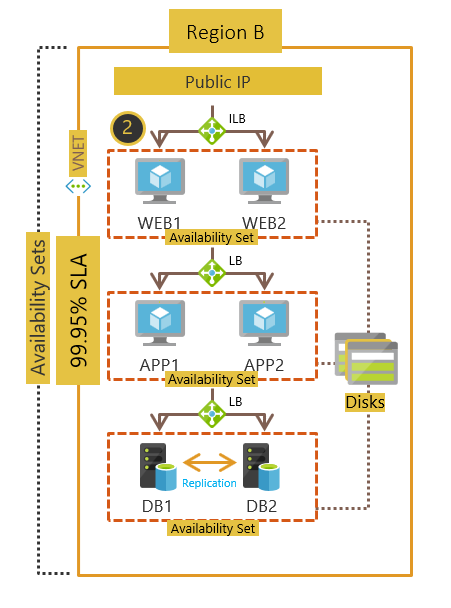 Region B
Public IP
ILB
2
VNET
WEB1 WEB2
Availability Set
Availability Sets
99.95% SLA
LB
APP1 APP2
Availability Set
Disks
LB
Replication
DB1 DB2
Availability Set